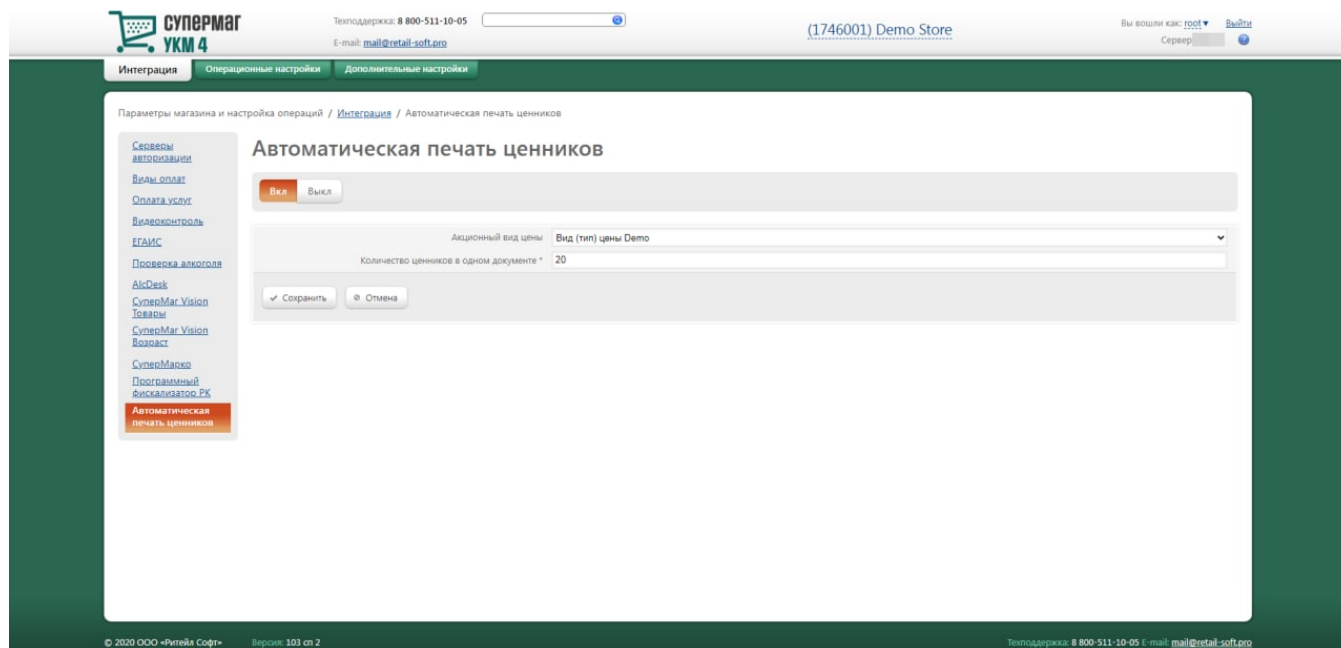 супермаг
УКМ 4
Техподдержка: 8 800-511-10-05
E-mail: mail@retail-soft.pro
(1746001) Demo Store
Вы вошли как: root ▾ Выйти
Сервер
Интеграция Операционные настройки Дополнительные настройки
Параметры магазина и настройка операций / Интеграция / Автоматическая печать ценников
Серверы
авторизации
Виды оплат
Оплата услуг
Видеоконтроль
ЕГАИС
Проверка алкоголя
AlcDesk
СуперМаг Vision
Товары
СуперМаг Vision
Возраст
СуперМарко
Программный
фискализатор РК
Автоматическая
печать ценников
Автоматическая печать ценников
Вкл Выкл
Акционный вид цены Вид (тип) цены Demo
Количество ценников в одном документе * 20
Сохранить Отмена
© 2020 ООО «Ритейл Софт» Версия: 103 сп 2 Техподдержка: 8 800-511-10-05 E-mail: mail@retail-soft.pro